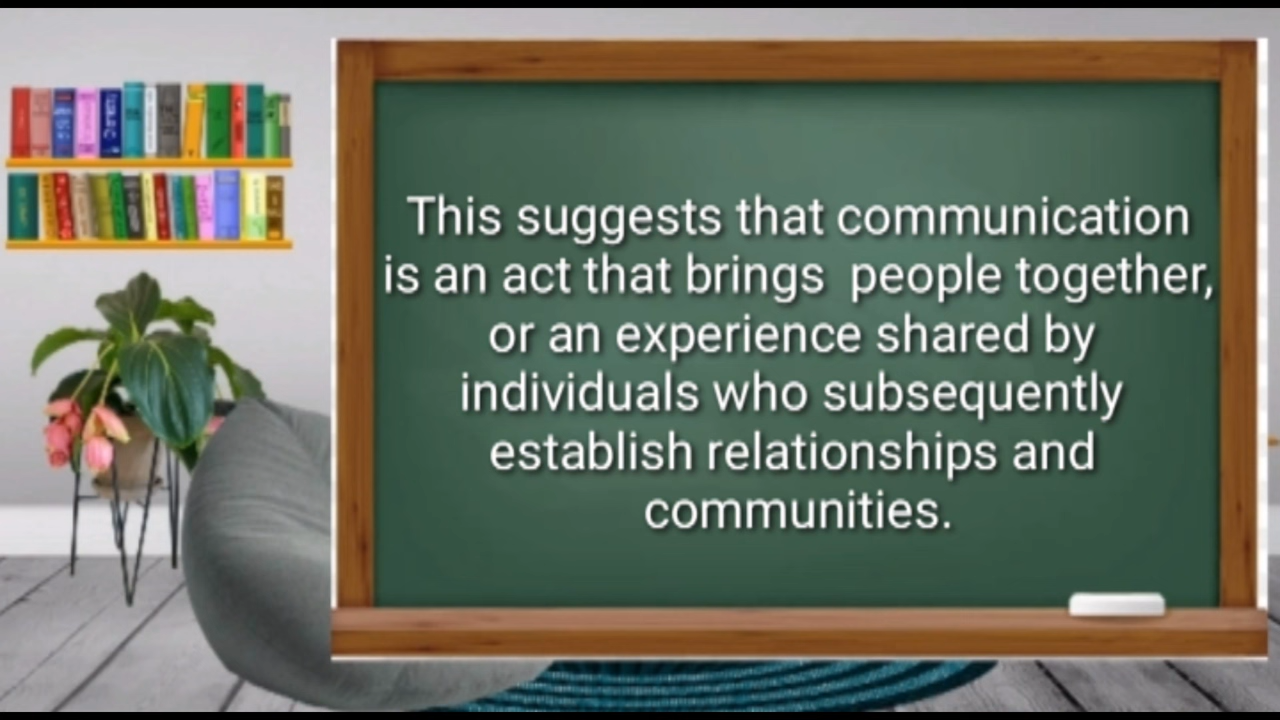 This suggests that communication
is an act that brings  people together,
or an experience shared by
individuals who subsequently
establish relationships and
communities.